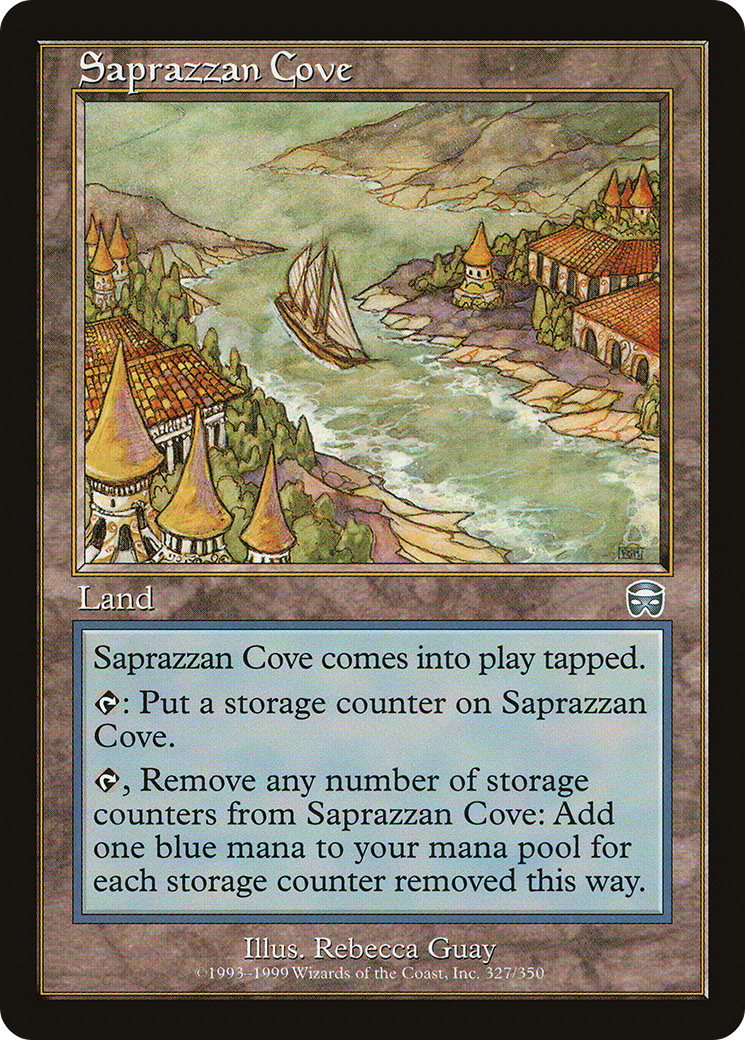 Saprazzan Cove
Land
Saprazzan Cove comes into play tapped.
: Put a storage counter on Saprazzan
Cove.
, Remove any number of storage
counters from Saprazzan Cove: Add
one blue mana to your mana pool for
each storage counter removed this way.
Illus. Rebecca Guay
©1993–1999 Wizards of the Coast, Inc. 327/350